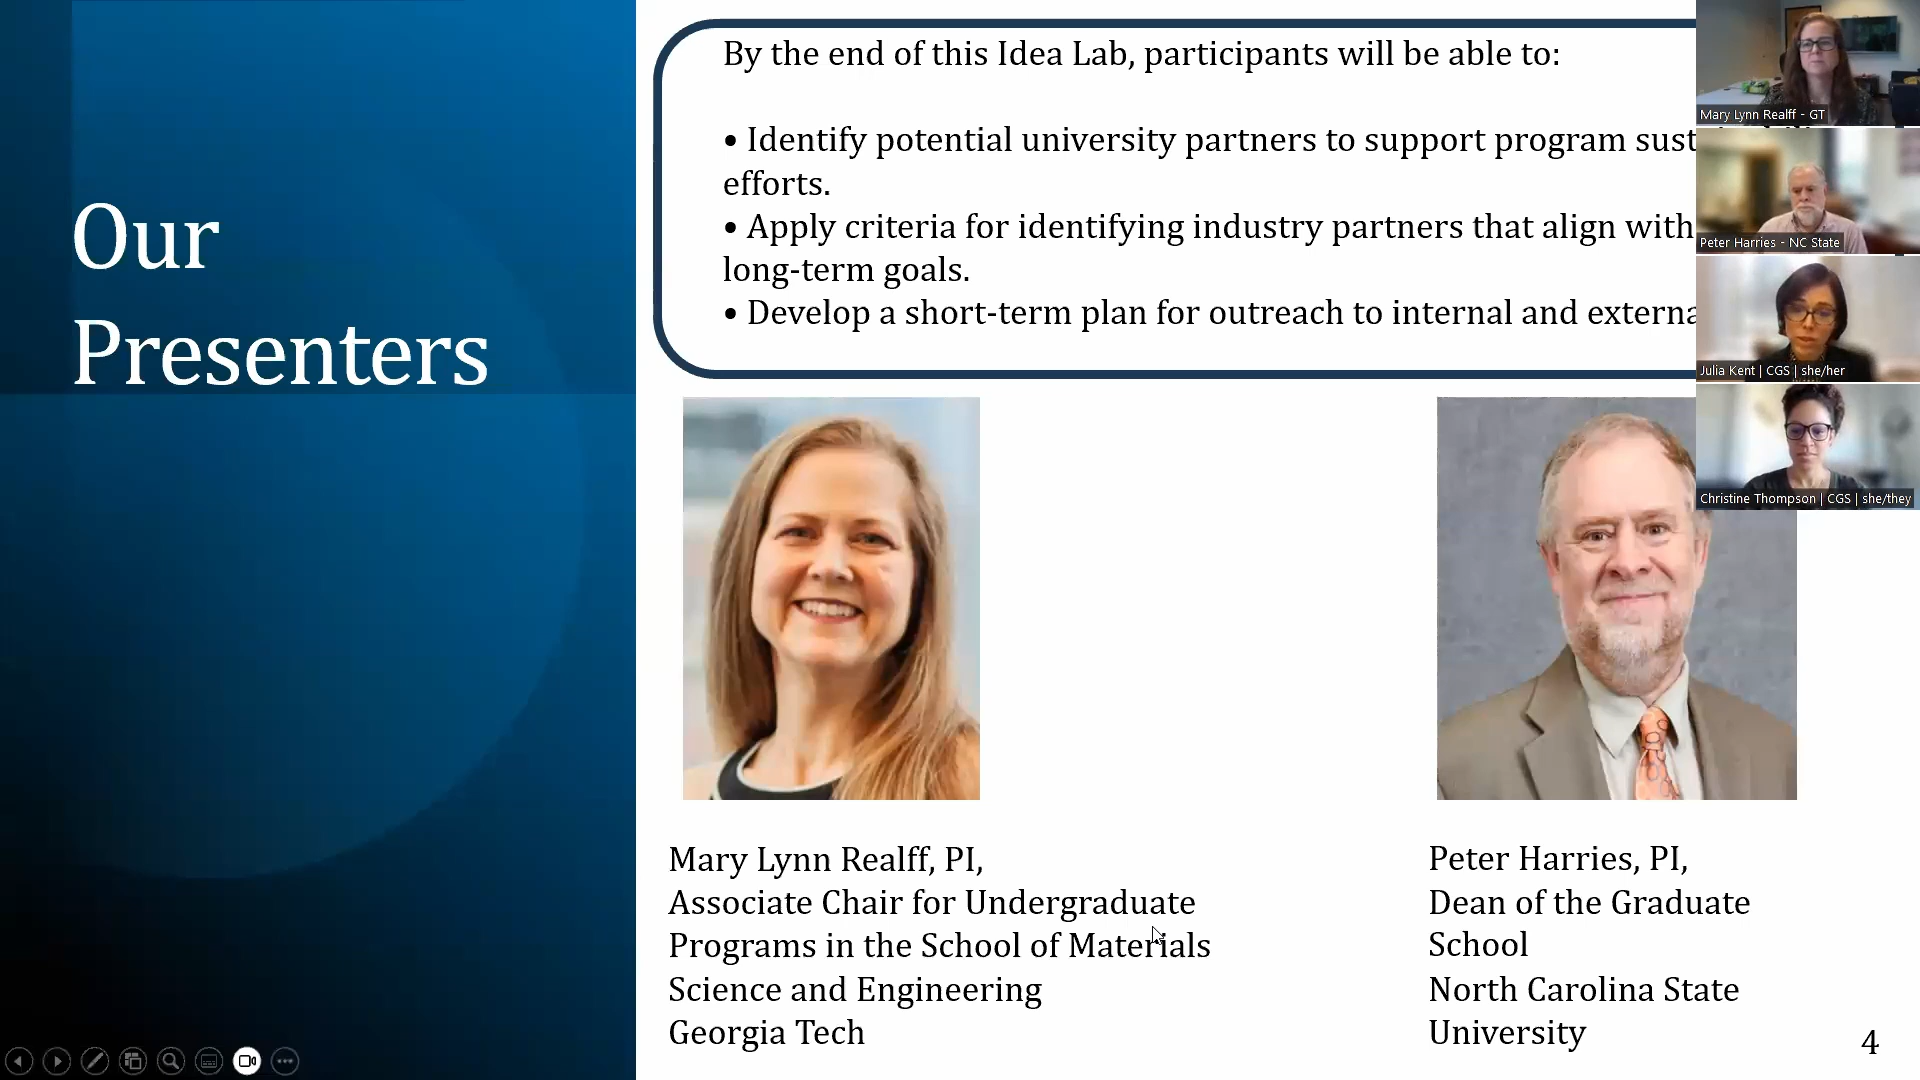 Our
Presenters
By the end of this Idea Lab, participants will be able to:
• Identify potential university partners to support program
efforts.
• Apply criteria for identifying industry partners that align with
long-term goals.
• Develop a short-term plan for outreach to internal and
Mary Lynn Realff - GT
Peter Harries - NC State
Julia Kent | CGS | she/her
Christine Thompson | CGS | she/they
Mary Lynn Realff, PI,
Associate Chair for Undergraduate
Programs in the School of Materials
Science and Engineering
Georgia Tech
Peter Harries, PI,
Dean of the Graduate
School
North Carolina State
University
4